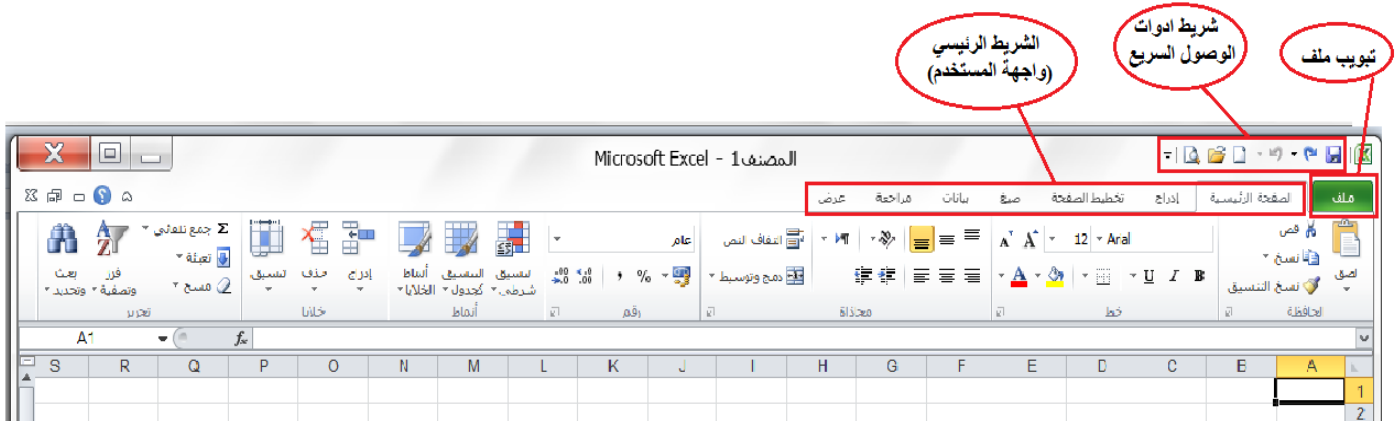 تبويب ملف
شريط ادوات
الوصول السريع
الشريط الرئيسي
(واجهة المستخدم)
المصنف1 - Microsoft Excel
ملف
الصفحة الرئيسية
إدراج
تخطيط الصفحة
صيغ
بيانات
مراجعة
عرض
لصق
قص
نسخ
نسخ التنسيق
الحافظة
Arial
12
B I U
خط
التفاف النص
دمج وتوسيط
محاذاة
عام
%
رقم
تنسيق شرطي
التنسيق كجدول
أنماط الخلايا
أنماط
إدراج
حذف
تنسيق
خلايا
Σ جمع تلقائي
تعبئة
مسح
فرز وتصفية
بحث وتحديد
تحرير
A1
fx
A B C D E F G H I J K L M N O P Q R S
1
2